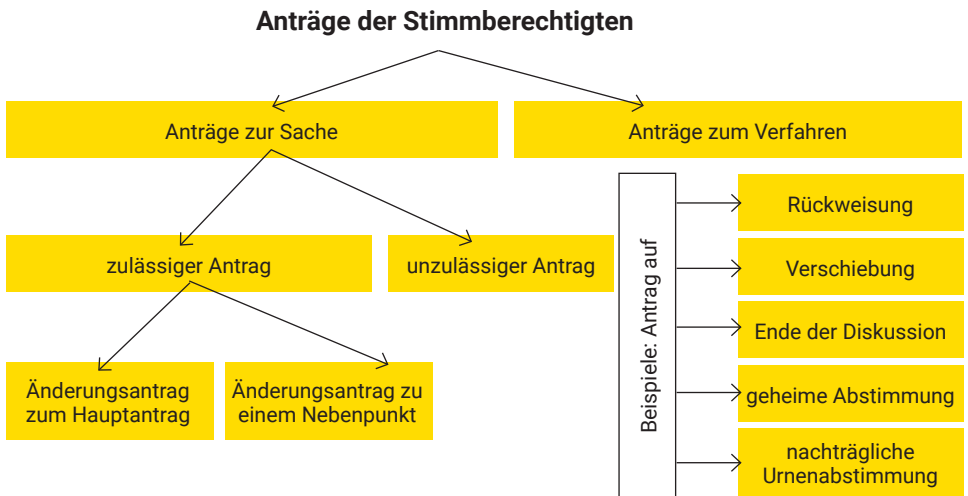 Anträge der Stimmberechtigten
Anträge zur Sache
Anträge zum Verfahren
zulässiger Antrag
unzulässiger Antrag
Änderungsantrag
zum Hauptantrag
Änderungsantrag zu
einem Nebenpunkt
Beispiele: Antrag auf
Rückweisung
Verschiebung
Ende der Diskussion
geheime Abstimmung
nachträgliche
Urnenabstimmung